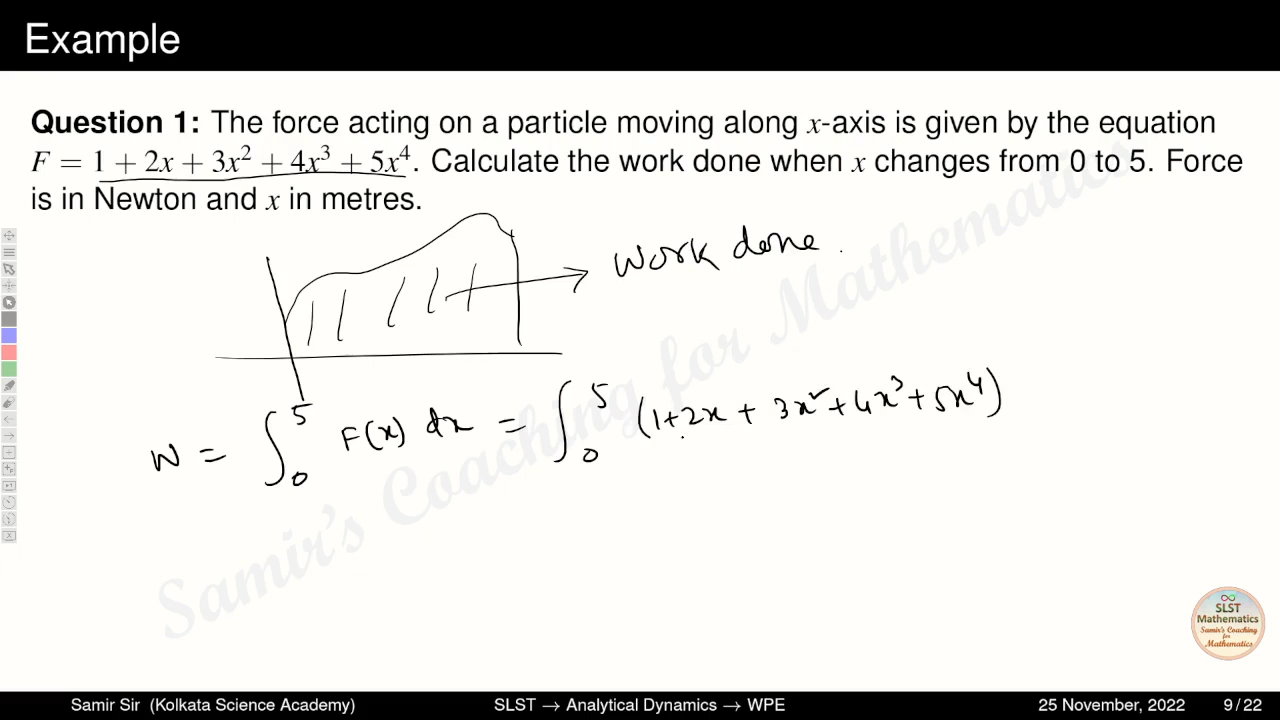 Example
Question 1: The force acting on a particle moving along x-axis is given by the equation
F = 1 + 2x + 3x² + 4x³ + 5x⁴. Calculate the work done when x changes from 0 to 5. Force
is in Newton and x in metres.
Work done.
W = ∫₀⁵ F(x) dx = ∫₀⁵ (1+2x + 3x²+4x³+5x⁴)
Samir's Coaching for Mathematics
SLST
Mathematics
Samir's Coaching
for
Mathematics
Samir Sir (Kolkata Science Academy) SLST → Analytical Dynamics → WPE 25 November, 2022 9 / 22